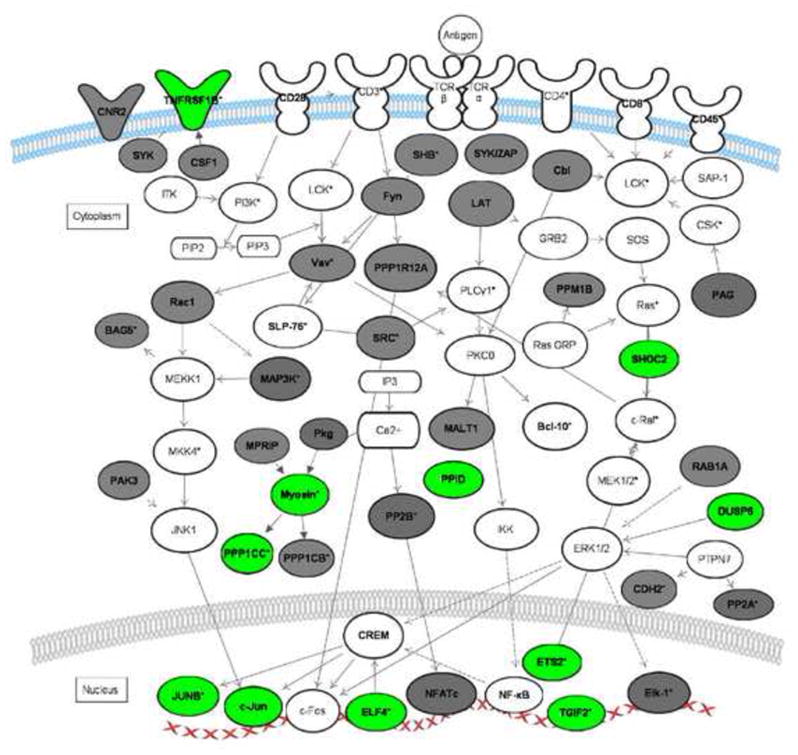 Antigen
CNR2
TNFRSF1B*
CD28
CD3*
TCR
β
TCR
α
CD4*
CD8*
CD45*
SYK
CSF1
SHB*
SYK/ZAP
Cbl
LCK*
SAP-1
ITK
PI3K*
LCK*
Fyn
LAT
CSK*
Cytoplasm
PIP2
PIP3
GRB2
SOS
Vav*
PPP1R12A
PLCγ1*
PPM1B
PAG
Rac1
Ras*
BAG5*
SLP-76*
SRC*
PKCθ
Ras GRP
SHOC2
MEKK1
MAP3K*
IP3
c-Raf*
Pkg
Ca2+
MALT1
Bcl-10*
MKK4*
MPRIP
PAK3
Myosin*
PPID
MEK1/2*
RAB1A
PP2B*
DUSP6
JNK1
PPP1CC*
PPP1CB*
IKK
ERK1/2
PTPN7
CDH2*
PP2A*
CREM
ETS2*
Nucleus
JUNB*
c-Jun
c-Fos
ELF4*
NFATc
NF-κB
TGIF2*
Elk-1*